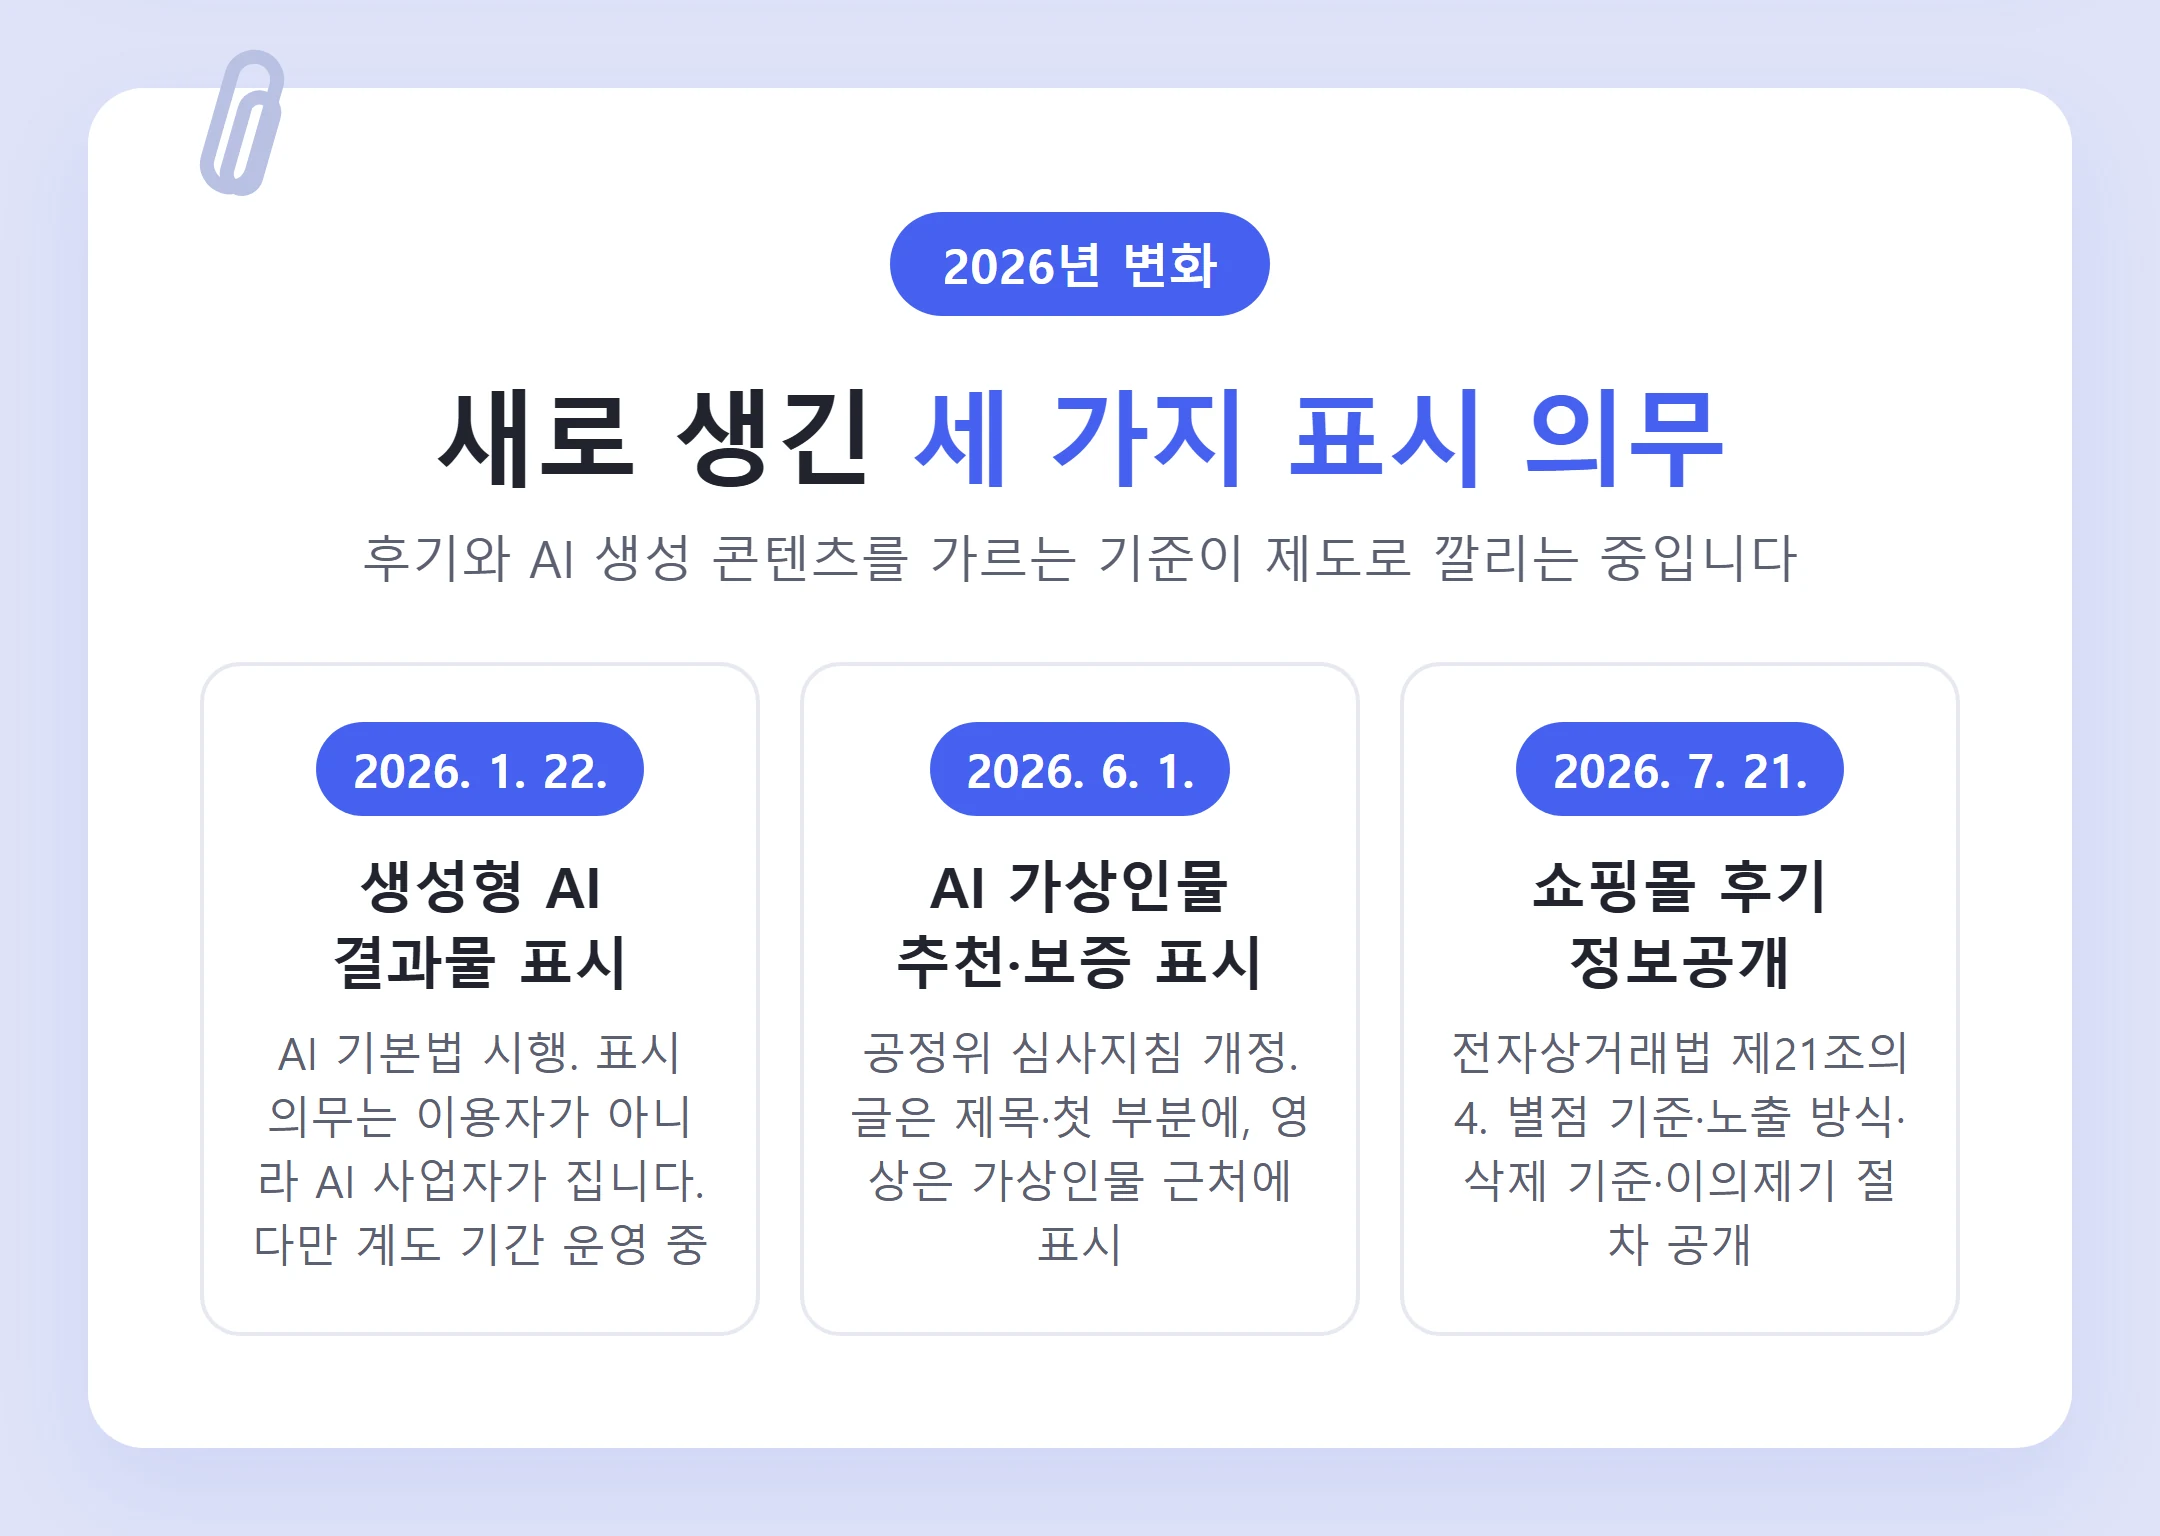 2026년 변화
새로 생긴 세 가지 표시 의무
후기와 AI 생성 콘텐츠를 가르는 기준이 제도로 깔리는 중입니다
2026. 1. 22.
생성형 AI
결과물 표시
AI 기본법 시행. 표시
의무는 이용자가 아니
라 AI 사업자가 집니다.
다만 계도 기간 운영 중
2026. 6. 1.
AI 가상인물
추천·보증 표시
공정위 심사지침 개정.
글은 제목·첫 부분에, 영
상은 가상인물 근처에
표시
2026. 7. 21.
쇼핑몰 후기
정보공개
전자상거래법 제21조의
4. 별점 기준·노출 방식·
삭제 기준·이의제기 절
차 공개